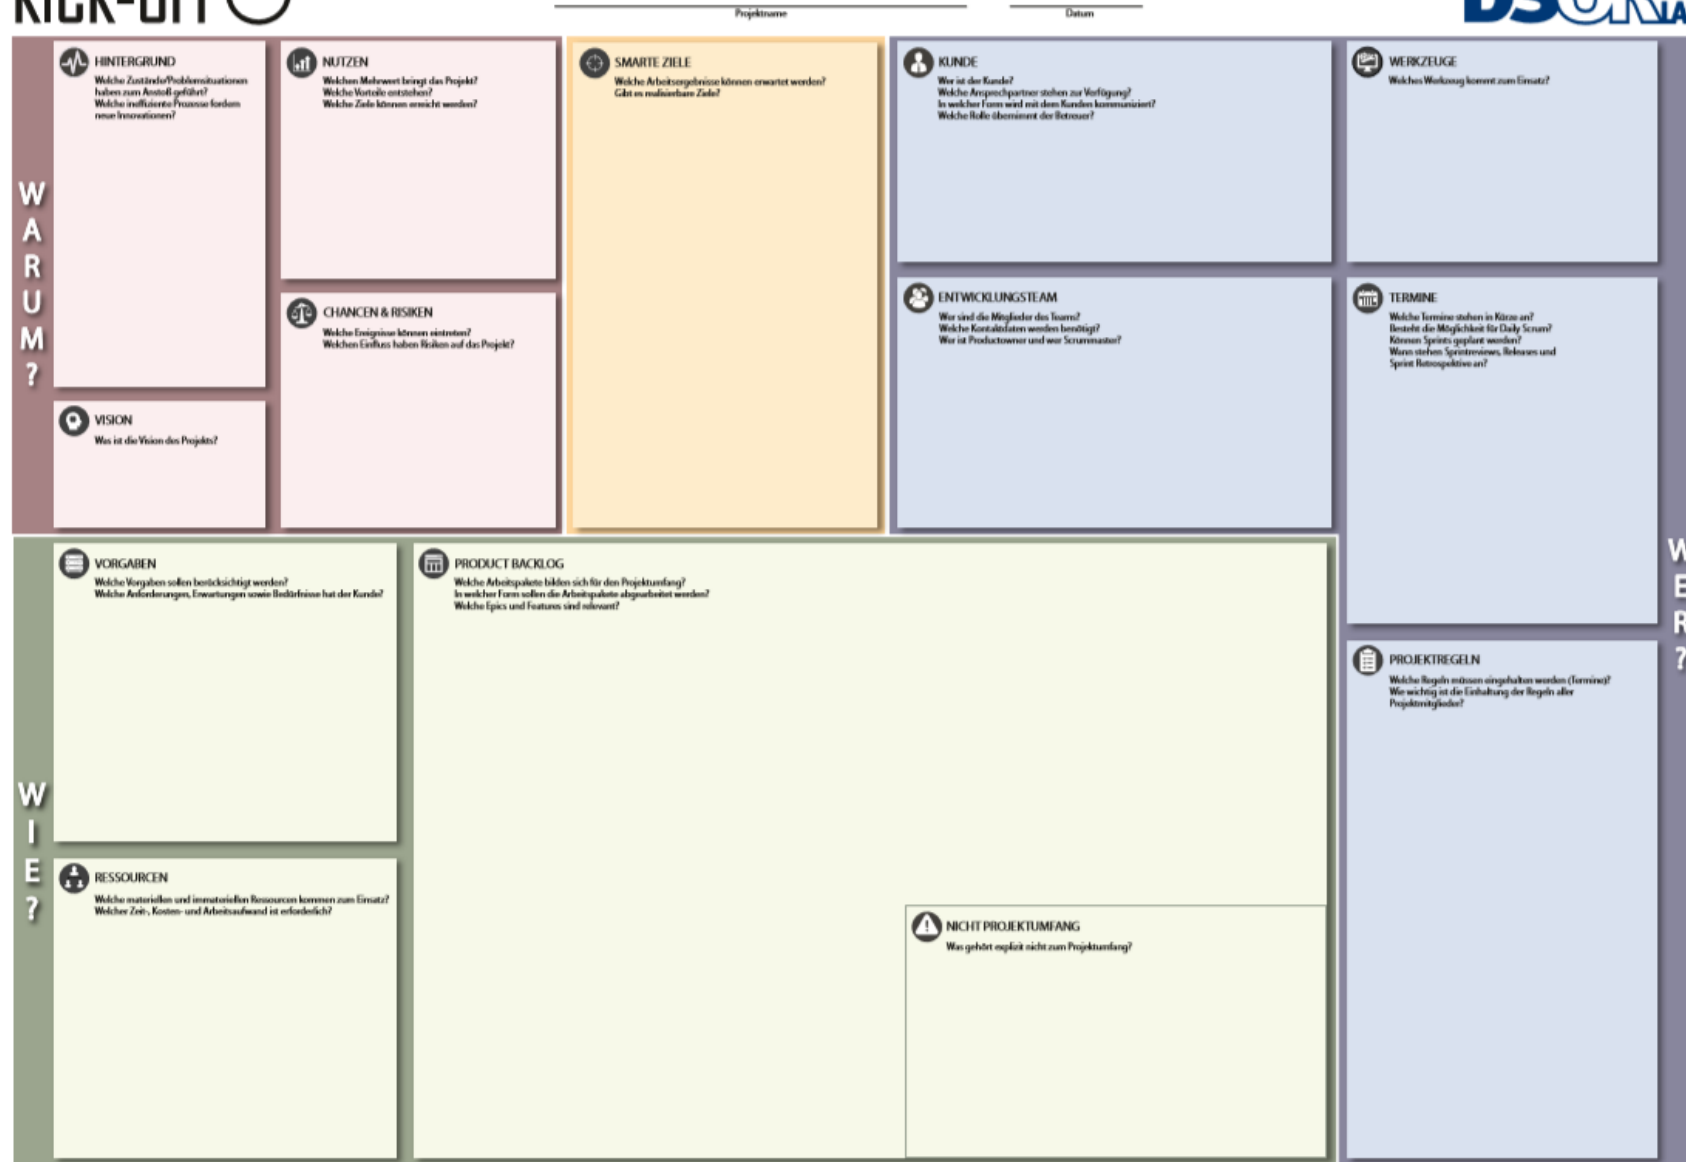 KICK-OFF
Projektname
Datum
WARUM?
HINTERGRUND
Welche Zustände/Problemsituationen
haben zum Anstoß geführt?
Welche ineffiziente Prozesse fordern
neue Innovationen?
NUTZEN
Welchen Mehrwert bringt das Projekt?
Welche Vorteile entstehen?
Welche Ziele können erreicht werden?
CHANCEN & RISIKEN
Welche Ereignisse können eintreten?
Welchen Einfluss haben Risiken auf das Projekt?
VISION
Was ist die Vision des Projekts?
SMARTE ZIELE
Welche Arbeitsergebnisse können erwartet werden?
Gibt es realisierbare Ziele?
KUNDE
Wer ist der Kunde?
Welche Ansprechpartner stehen zur Verfügung?
In welcher Form wird mit dem Kunden kommuniziert?
Welche Rolle übernimmt der Betreuer?
ENTWICKLUNGSTEAM
Wer sind die Mitglieder des Teams?
Welche Kontaktdaten werden benötigt?
Wer ist Productowner und wer Scrummaster?
WERKZEUGE
Welches Werkzeug kommt zum Einsatz?
TERMINE
Welche Termine stehen in Kürze an?
Besteht die Möglichkeit für Daily Scrum?
Können Sprints geplant werden?
Wann stehen Sprintreviews, Releases und
Sprint Retrospektive an?
PROJEKTREGELN
Welche Regeln müssen eingehalten werden (Termine)?
Wie wichtig ist die Einhaltung der Regeln aller
Projektmitglieder?
WER?
WIE?
VORGABEN
Welche Vorgaben sollen berücksichtigt werden?
Welche Anforderungen, Erwartungen sowie Bedürfnisse hat der Kunde?
RESSOURCEN
Welche materiellen und immateriellen Ressourcen kommen zum Einsatz?
Welcher Zeit-, Kosten- und Arbeitsaufwand ist erforderlich?
PRODUCT BACKLOG
Welche Arbeitspakete bilden sich für den Projektumfang?
In welcher Form sollen die Arbeitspakete abgearbeitet werden?
Welche Epics und Features sind relevant?
NICHT PROJEKTUMFANG
Was gehört explizit nicht zum Projektumfang?